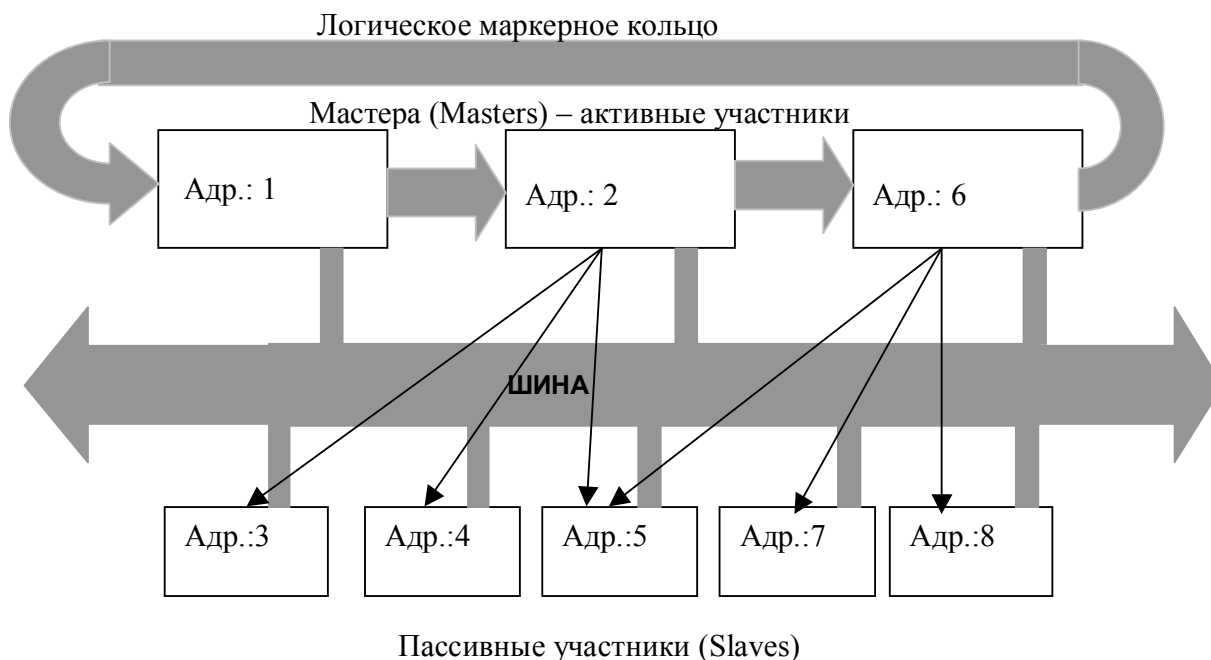 Логическое маркерное кольцо
Мастера (Masters) – активные участники
Адр.: 1
Адр.: 2
Адр.: 6
ШИНА
Адр.:3
Адр.:4
Адр.:5
Адр.:7
Адр.:8
Пассивные участники (Slaves)